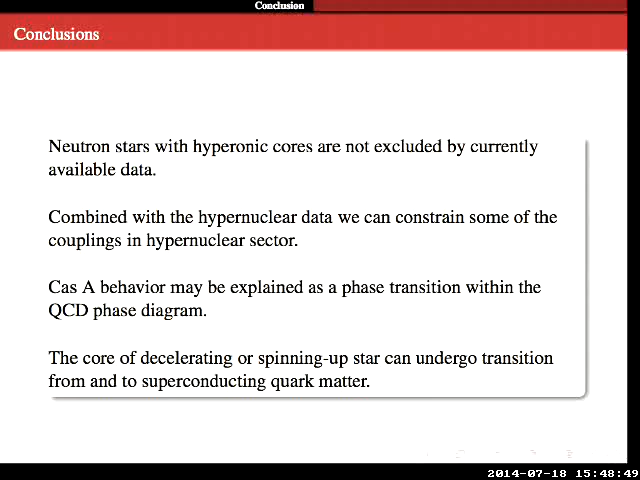 Conclusion
Conclusions
Neutron stars with hyperonic cores are not excluded by currently
available data.
Combined with the hypernuclear data we can constrain some of the
couplings in hypernuclear sector.
Cas A behavior may be explained as a phase transition within the
QCD phase diagram.
The core of decelerating or spinning-up star can undergo transition
from and to superconducting quark matter.
2014-07-18 15:48:49